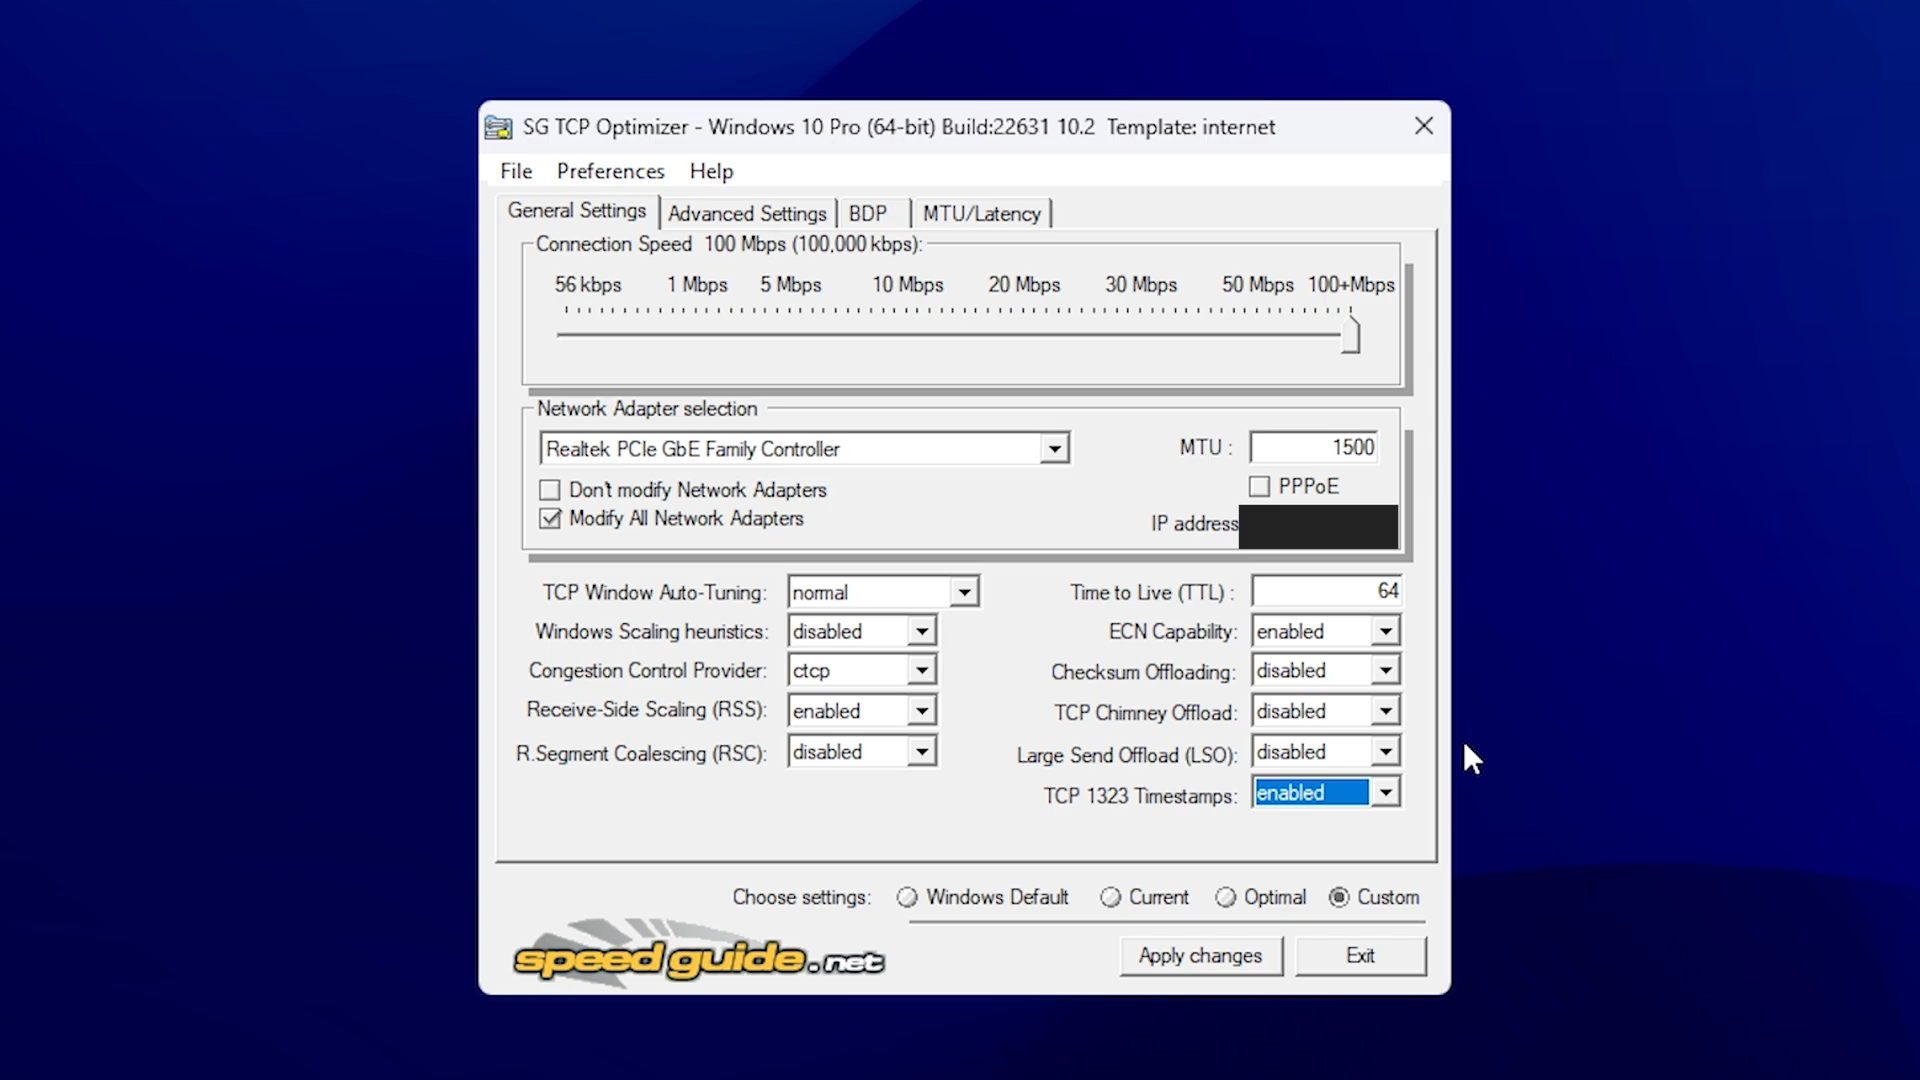 SG TCP Optimizer - Windows 10 Pro (64-bit) Build:22631 10.2  Template: internet
File Preferences Help
General Settings Advanced Settings BDP MTU/Latency
Connection Speed 100 Mbps (100,000 kbps):
56 kbps 1 Mbps 5 Mbps 10 Mbps 20 Mbps 30 Mbps 50 Mbps 100+Mbps
Network Adapter selection
Realtek PCIe GbE Family Controller MTU : 1500
Don't modify Network Adapters PPPoE
Modify All Network Adapters IP address
TCP Window Auto-Tuning: normal Time to Live (TTL) : 64
Windows Scaling heuristics: disabled ECN Capability: enabled
Congestion Control Provider: ctcp Checksum Offloading: disabled
Receive-Side Scaling (RSS): enabled TCP Chimney Offload: disabled
R.Segment Coalescing (RSC): disabled Large Send Offload (LSO): disabled
TCP 1323 Timestamps: enabled
Choose settings: Windows Default Current Optimal Custom
speedguide.net Apply changes Exit